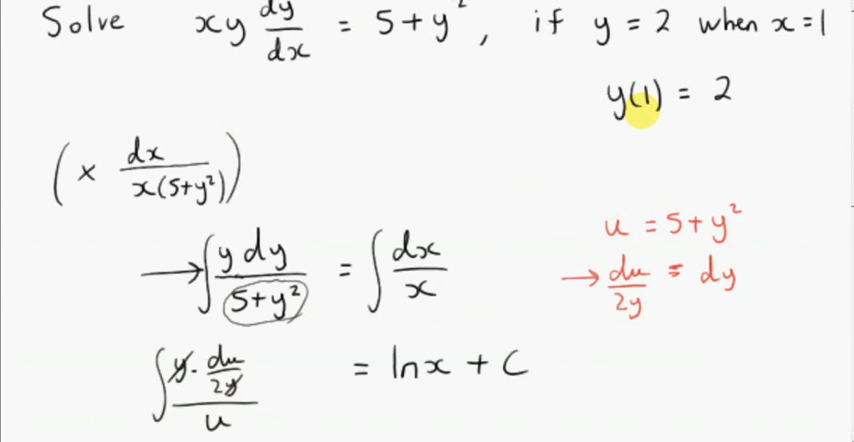 Solve xy dy/dx = 5+y², if y = 2 when x=1
y(1) = 2
(× dx/x(5+y²))
u = 5+y²
→ ∫ y dy/5+y² = ∫ dx/x
→ du/2y = dy
∫ y· du/2y / u = ln x + C